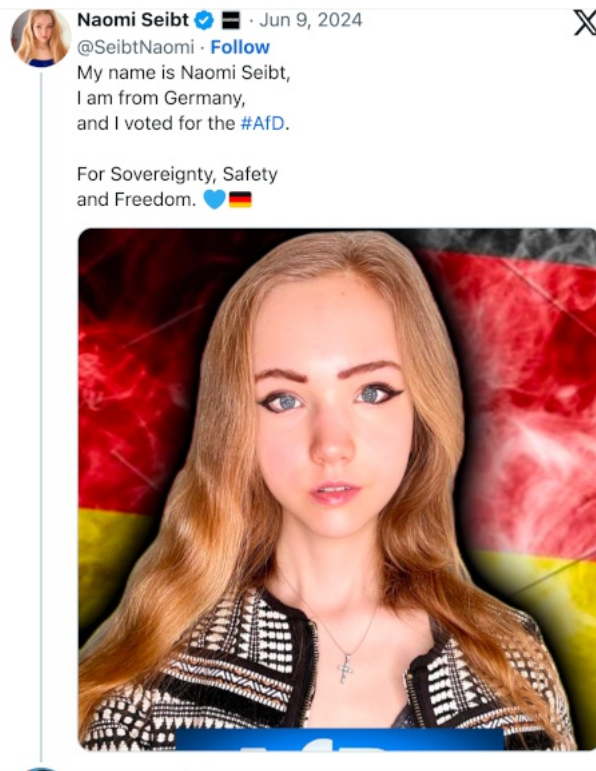 Naomi Seibt · Jun 9, 2024
@SeibtNaomi · Follow
My name is Naomi Seibt,
I am from Germany,
and I voted for the #AfD.
For Sovereignty, Safety
and Freedom. 💙🇩🇪